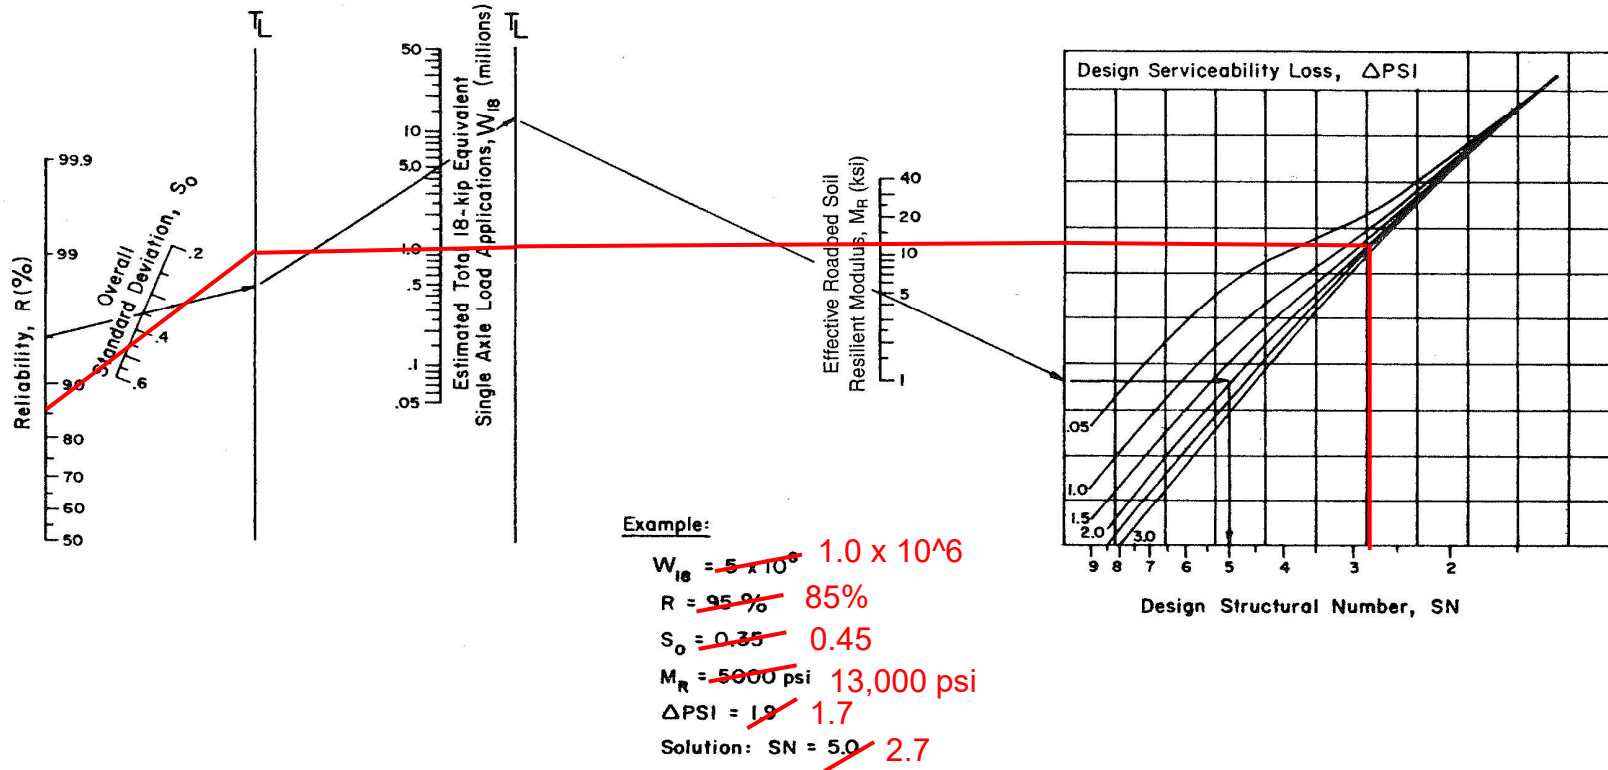 TL
TL
Reliability, R (%)
99.9
99
90
80
70
60
50
Overall
Standard Deviation, So
.2
.4
.6
Estimated Total 18-kip Equivalent
Single Axle Load Applications, W18 (millions)
50
10
5.0
1.0
.5
.1
.05
Effective Roadbed Soil
Resilient Modulus, MR (ksi)
40
20
10
5
1
Design Serviceability Loss, ΔPSI
.05
1.0
1.5
2.0
3.0
9 8 7 6 5 4 3 2
Design Structural Number, SN
Example:
W18 = 5 x 10^6 1.0 x 10^6
R = 95 % 85%
So = 0.35 0.45
MR = 5000 psi 13,000 psi
ΔPSI = 1.9 1.7
Solution: SN = 5.0 2.7